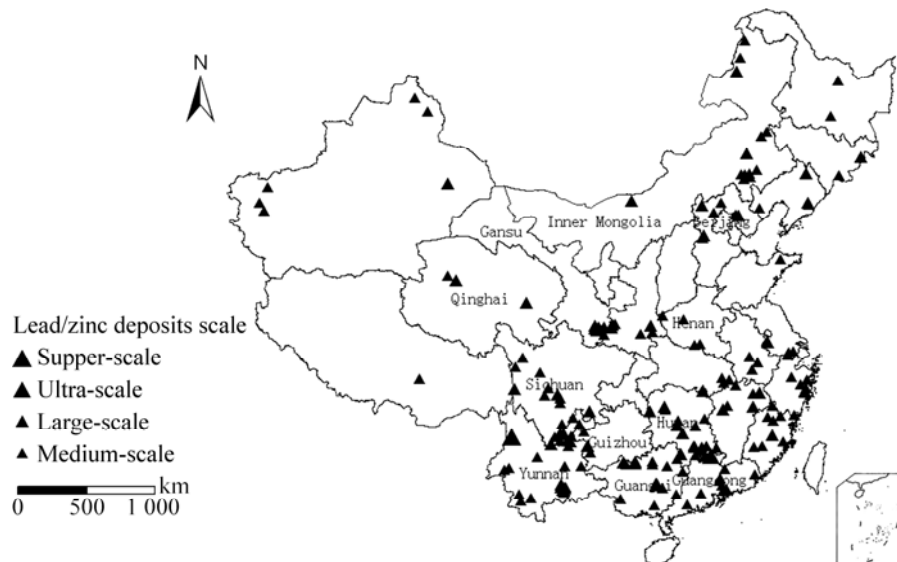 N
Gansu
Inner Mongolia
Beijing
Qinghai
Henan
Lead/zinc deposits scale
Supper-scale
Ultra-scale
Large-scale
Medium-scale
Sichuan
Hunan
Guizhou
Yunnan
Guangxi
Guangdong
km
0 500 1 000